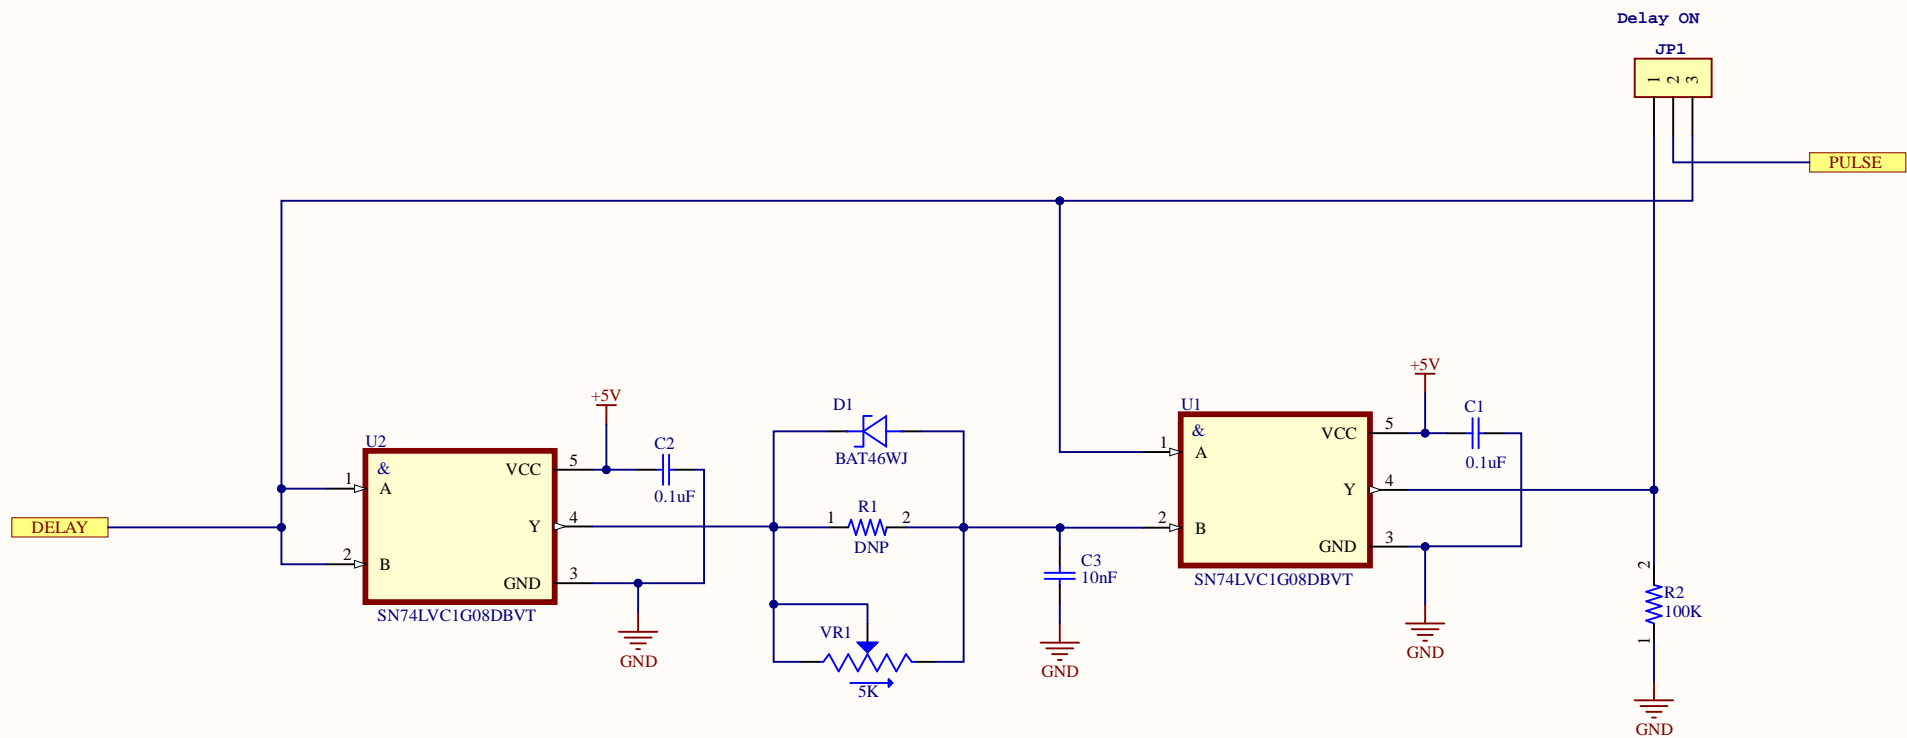 Delay ON
JP1
1 2 3
PULSE
DELAY
U2
&
1 A
2 B
VCC 5
Y 4
GND 3
SN74LVC1G08DBVT
+5V
C2
0.1uF
GND
D1
BAT46WJ
1 R1 2
DNP
VR1
5K
C3
10nF
GND
U1
&
1 A
2 B
VCC 5
Y 4
GND 3
SN74LVC1G08DBVT
+5V
C1
0.1uF
GND
2
R2
100K
1
GND